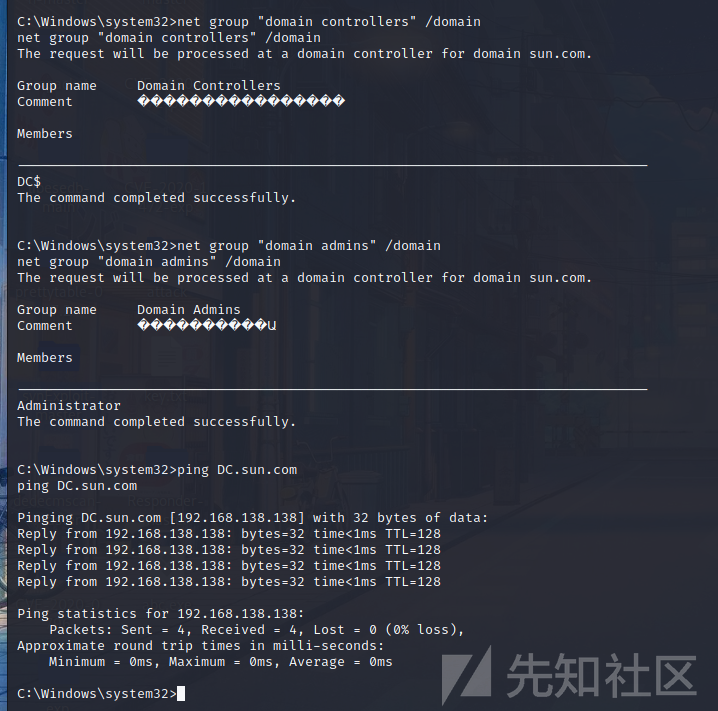 C:\Windows\system32>net group "domain controllers" /domain
net group "domain controllers" /domain
The request will be processed at a domain controller for domain sun.com.
Group name     Domain Controllers
Comment        �������������������
Members
-------------------------------------------------------------------------------
DC$
The command completed successfully.
C:\Windows\system32>net group "domain admins" /domain
net group "domain admins" /domain
The request will be processed at a domain controller for domain sun.com.
Group name     Domain Admins
Comment        ������������Ա
Members
-------------------------------------------------------------------------------
Administrator
The command completed successfully.
C:\Windows\system32>ping DC.sun.com
ping DC.sun.com
Pinging DC.sun.com [192.168.138.138] with 32 bytes of data:
Reply from 192.168.138.138: bytes=32 time<1ms TTL=128
Reply from 192.168.138.138: bytes=32 time<1ms TTL=128
Reply from 192.168.138.138: bytes=32 time<1ms TTL=128
Reply from 192.168.138.138: bytes=32 time<1ms TTL=128
Ping statistics for 192.168.138.138:
    Packets: Sent = 4, Received = 4, Lost = 0 (0% loss),
Approximate round trip times in milli-seconds:
    Minimum = 0ms, Maximum = 0ms, Average = 0ms
C:\Windows\system32>
先知社区